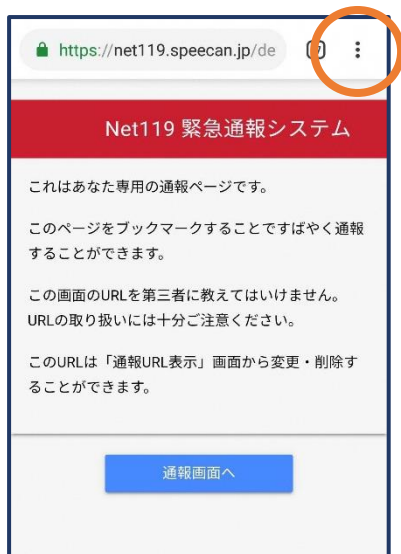 https://net119.speecan.jp/de
Net119 緊急通報システム
これはあなた専用の通報ページです。
このページをブックマークすることですばやく通報
することができます。
この画面のURLを第三者に教えてはいけません。
URLの取り扱いには十分ご注意ください。
このURLは「通報URL表示」画面から変更・削除す
ることができます。
通報画面へ